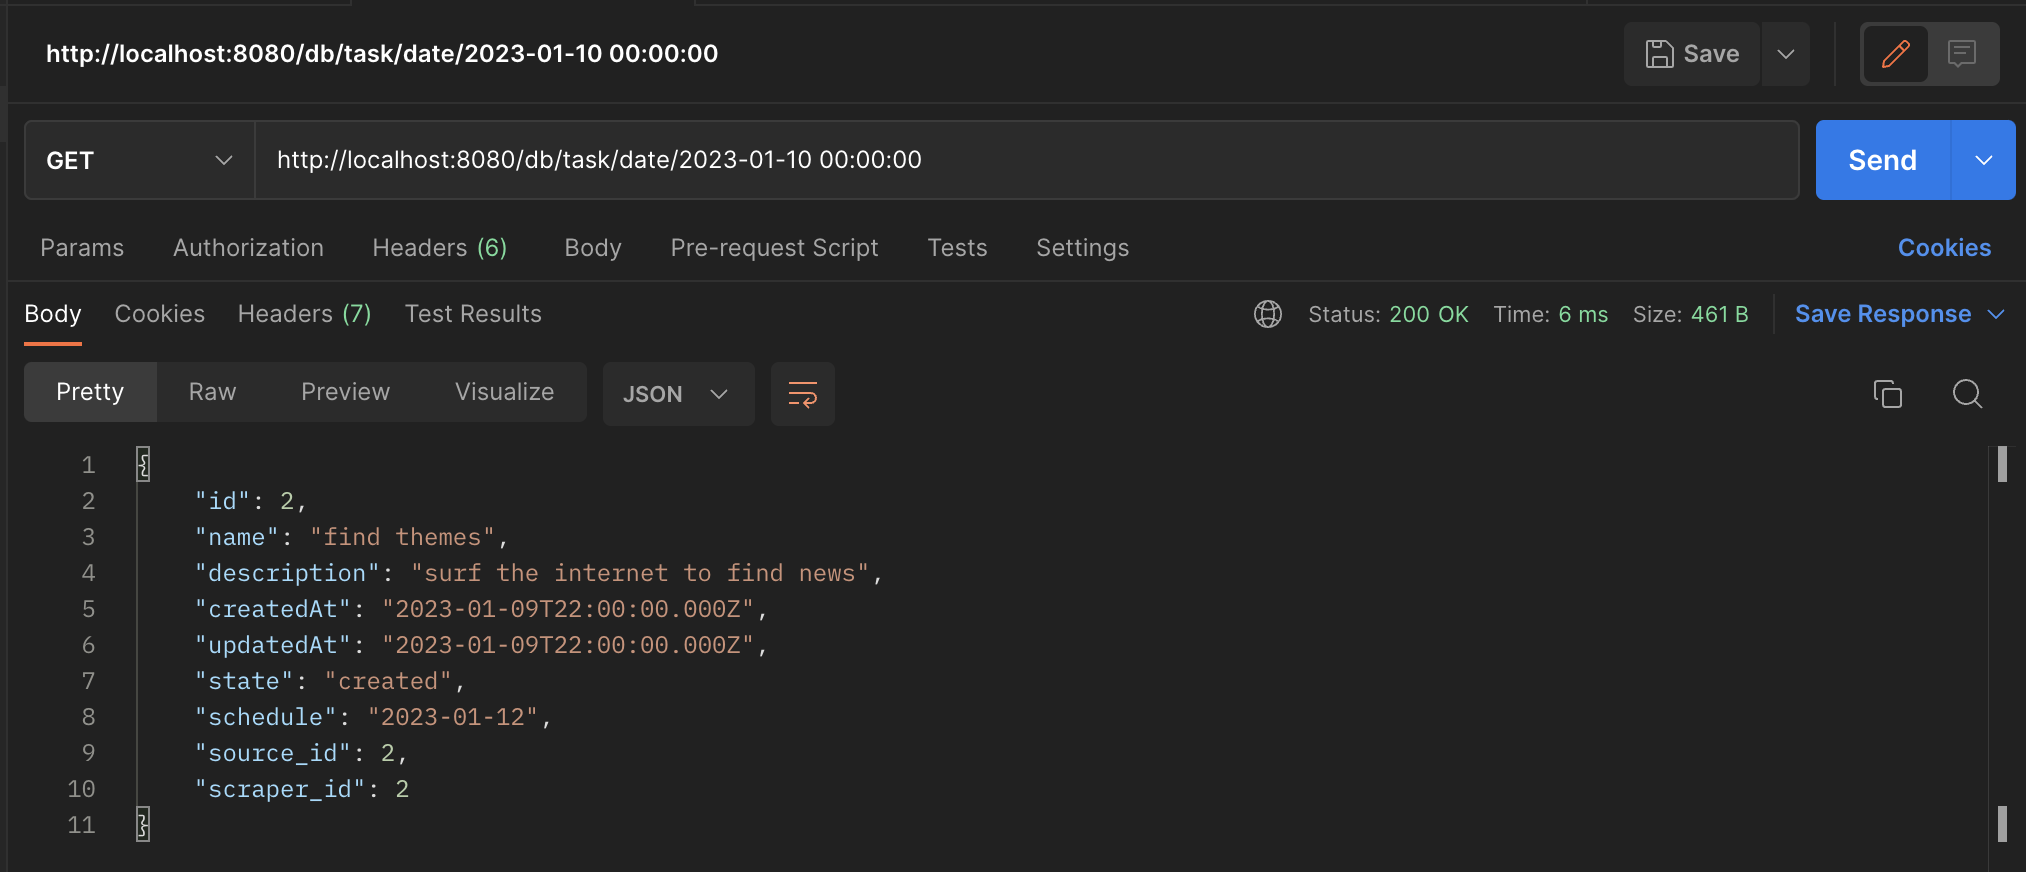 http://localhost:8080/db/task/date/2023-01-10 00:00:00
Save
GET
http://localhost:8080/db/task/date/2023-01-10 00:00:00
Send
Params Authorization Headers (6) Body Pre-request Script Tests Settings Cookies
Body Cookies Headers (7) Test Results Status: 200 OK Time: 6 ms Size: 461 B Save Response
Pretty Raw Preview Visualize JSON
1 {
2 "id": 2,
3 "name": "find themes",
4 "description": "surf the internet to find news",
5 "createdAt": "2023-01-09T22:00:00.000Z",
6 "updatedAt": "2023-01-09T22:00:00.000Z",
7 "state": "created",
8 "schedule": "2023-01-12",
9 "source_id": 2,
10 "scraper_id": 2
11 }